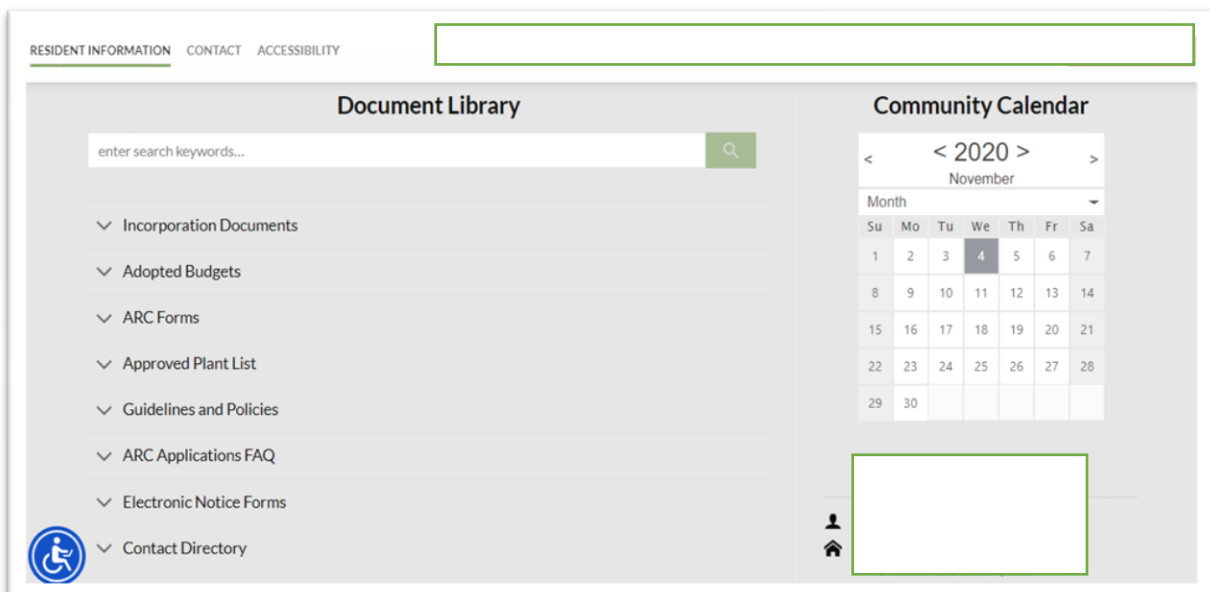 RESIDENT INFORMATION CONTACT ACCESSIBILITY
Document Library
enter search keywords...
Incorporation Documents
Adopted Budgets
ARC Forms
Approved Plant List
Guidelines and Policies
ARC Applications FAQ
Electronic Notice Forms
Contact Directory
Community Calendar
< < 2020 > >
November
Month
Su Mo Tu We Th Fr Sa
1 2 3 4 5 6 7
8 9 10 11 12 13 14
15 16 17 18 19 20 21
22 23 24 25 26 27 28
29 30